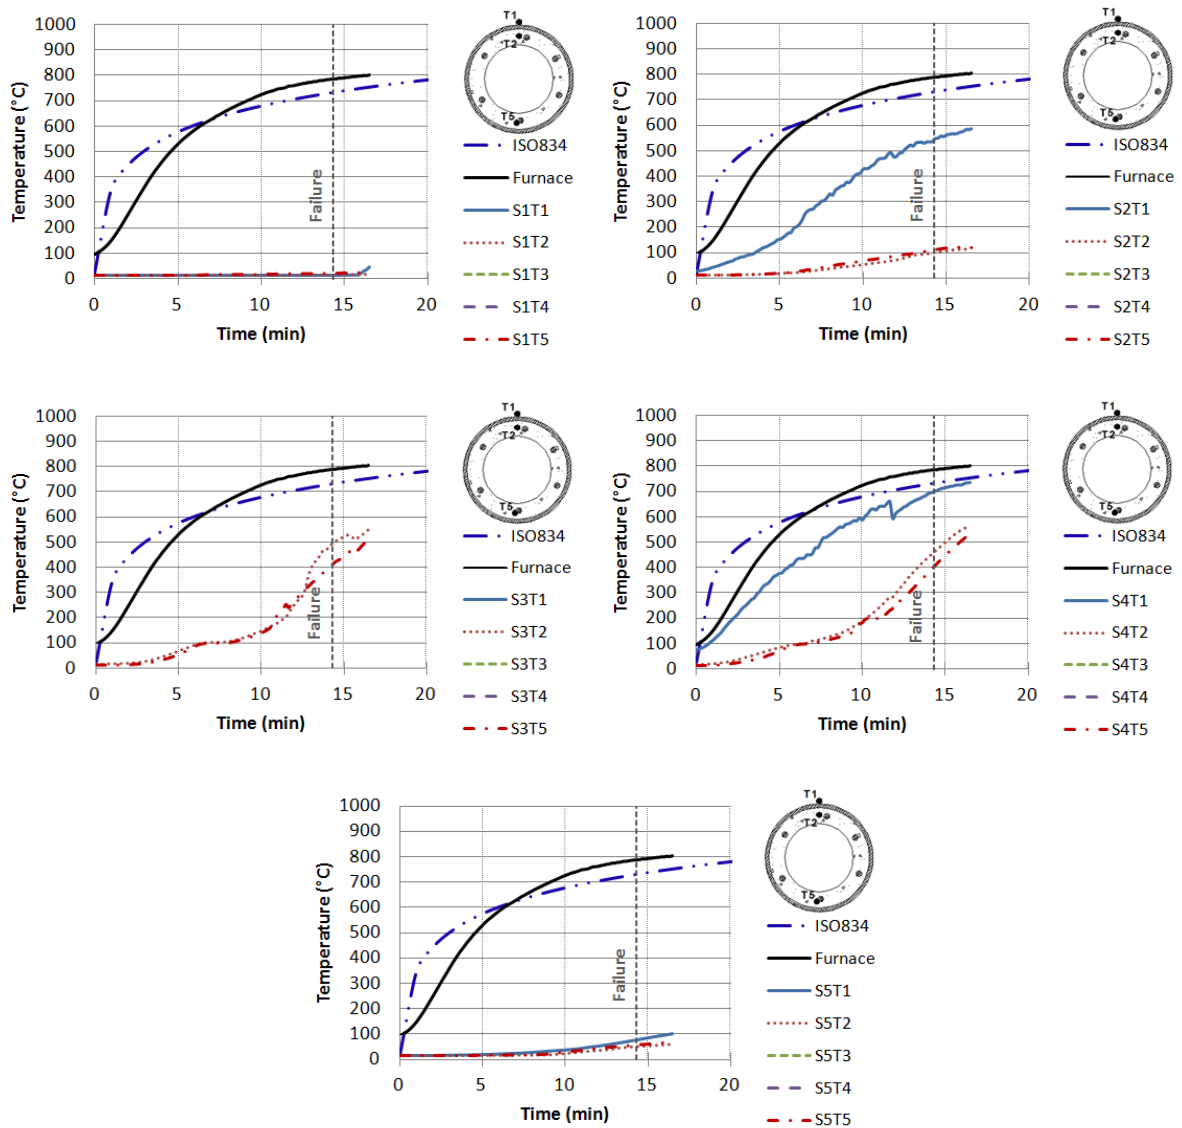 1000
900
800
700
600
500
400
300
200
100
0
Temperature (°C)
0 5 10 15 20
Time (min)
Failure
T1
T2
T5
ISO834
Furnace
S1T1
S1T2
S1T3
S1T4
S1T5
1000
900
800
700
600
500
400
300
200
100
0
Temperature (°C)
0 5 10 15 20
Time (min)
Failure
T1
T2
T5
ISO834
Furnace
S2T1
S2T2
S2T3
S2T4
S2T5
1000
900
800
700
600
500
400
300
200
100
0
Temperature (°C)
0 5 10 15 20
Time (min)
Failure
T1
T2
T5
ISO834
Furnace
S3T1
S3T2
S3T3
S3T4
S3T5
1000
900
800
700
600
500
400
300
200
100
0
Temperature (°C)
0 5 10 15 20
Time (min)
Failure
T1
T2
T5
ISO834
Furnace
S4T1
S4T2
S4T3
S4T4
S4T5
1000
900
800
700
600
500
400
300
200
100
0
Temperature (°C)
0 5 10 15 20
Time (min)
Failure
T1
T2
T5
ISO834
Furnace
S5T1
S5T2
S5T3
S5T4
S5T5